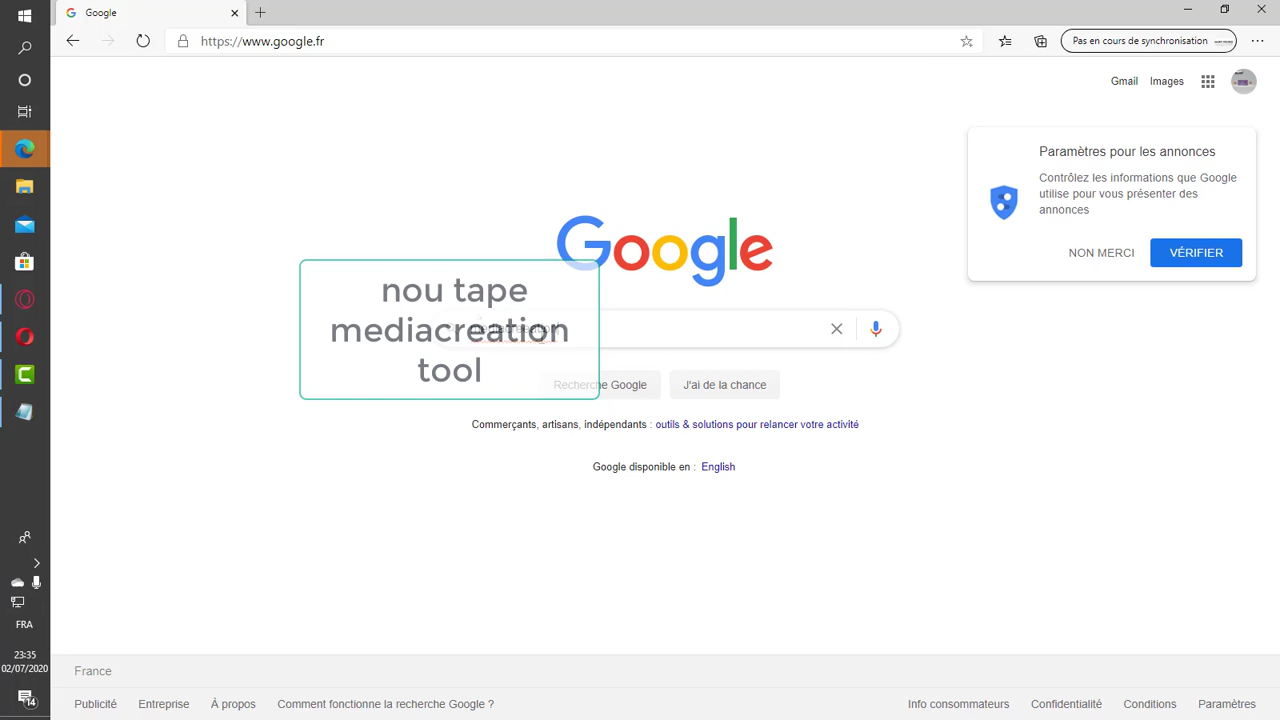 Google
https://www.google.fr
Pas en cours de synchronisation
Gmail
Images
Paramètres pour les annonces
Contrôlez les informations que Google
utilise pour vous présenter des
annonces
NON MERCI
VÉRIFIER
Google
nou tape
mediacreation
tool
Recherche Google
J'ai de la chance
Commerçants, artisans, indépendants : outils & solutions pour relancer votre activité
Google disponible en : English
FRA
23:35
02/07/2020
14
France
Publicité
Entreprise
À propos
Comment fonctionne la recherche Google ?
Info consommateurs
Confidentialité
Conditions
Paramètres